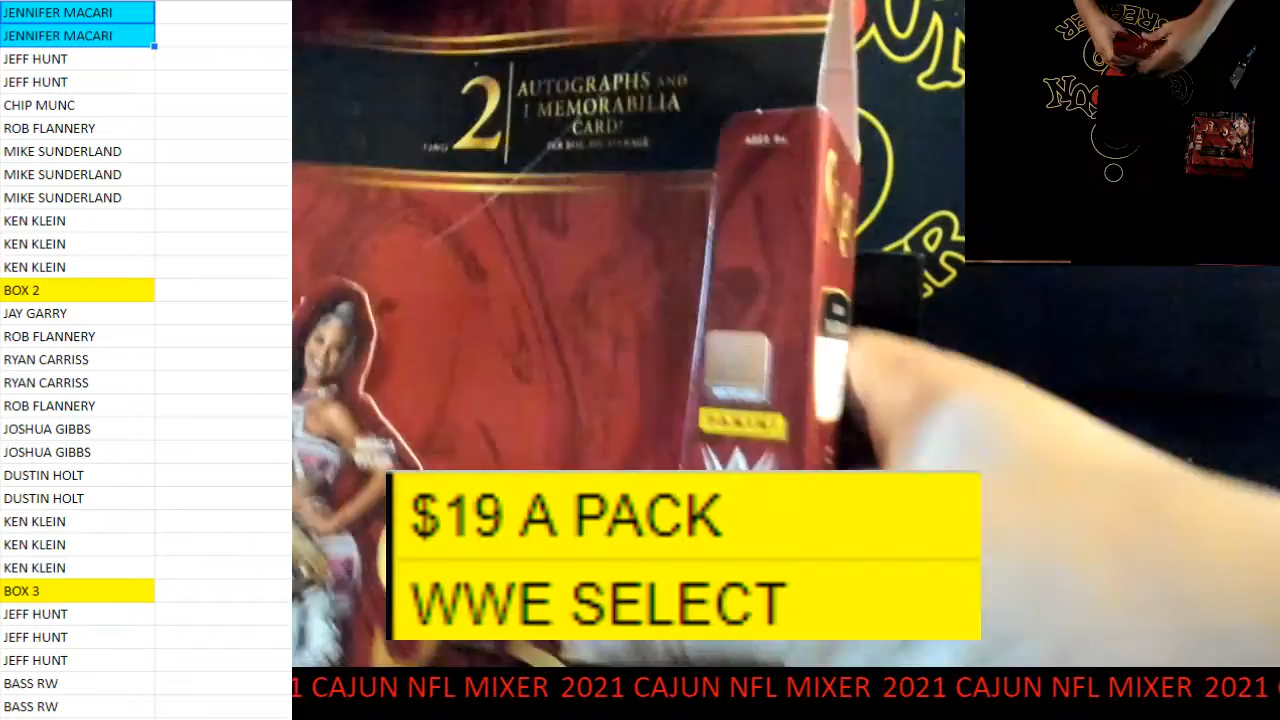 JENNIFER MACARI
JENNIFER MACARI
JEFF HUNT
JEFF HUNT
CHIP MUNC
ROB FLANNERY
MIKE SUNDERLAND
MIKE SUNDERLAND
MIKE SUNDERLAND
KEN KLEIN
KEN KLEIN
KEN KLEIN
BOX 2
JAY GARRY
ROB FLANNERY
RYAN CARRISS
RYAN CARRISS
ROB FLANNERY
JOSHUA GIBBS
JOSHUA GIBBS
DUSTIN HOLT
DUSTIN HOLT
KEN KLEIN
KEN KLEIN
KEN KLEIN
BOX 3
JEFF HUNT
JEFF HUNT
JEFF HUNT
BASS RW
BASS RW
2 AUTOGRAPHS AND
1 MEMORABILIA
CARD!
PANINI
$19 A PACK
WWE SELECT
1 CAJUN NFL MIXER 2021 CAJUN NFL MIXER 2021 CAJUN NFL MIXER 2021